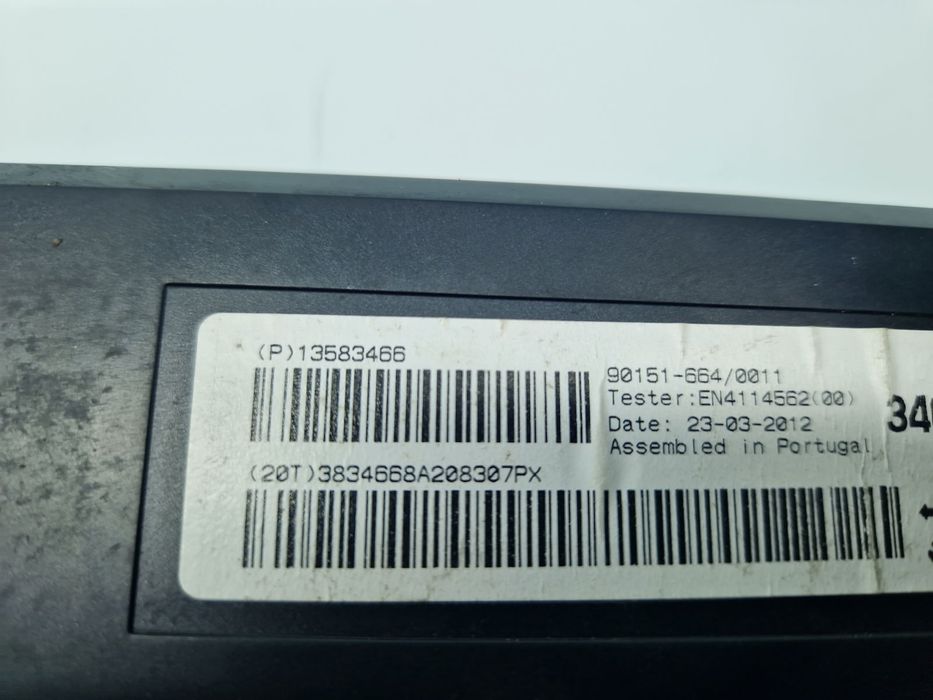 (P)13583466
90151-664/0011
Tester:EN4114562(00)
Date: 23-03-2012
Assembled in Portugal
(20T)3834668A208307PX